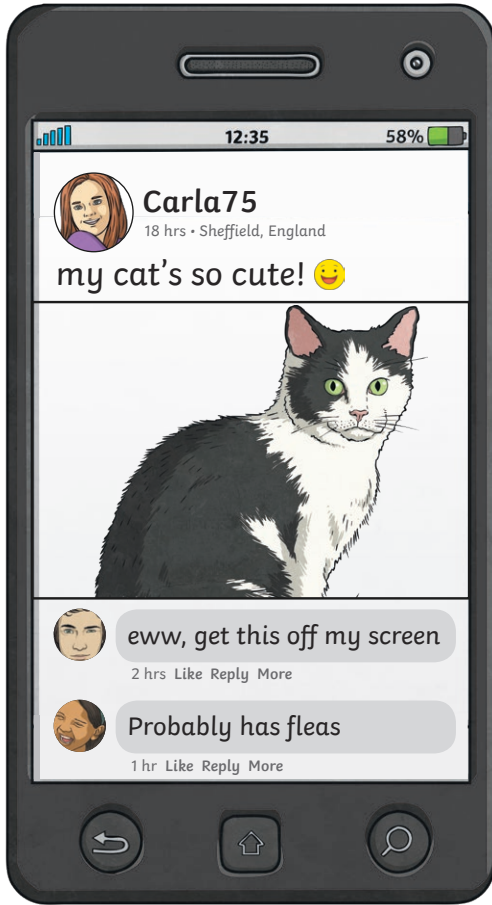 12:35 58%
Carla75
18 hrs • Sheffield, England
my cat's so cute!
eww, get this off my screen
2 hrs Like Reply More
Probably has fleas
1 hr Like Reply More